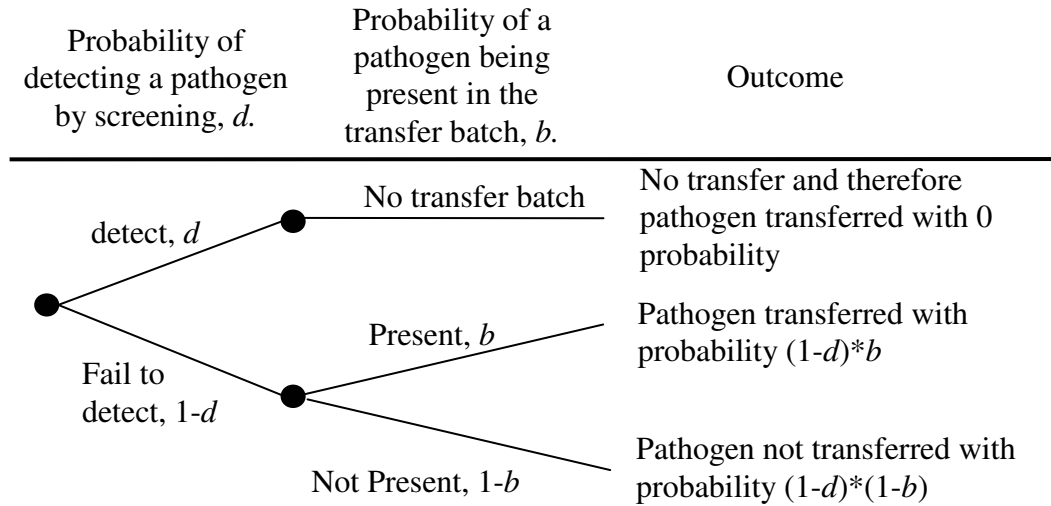 Probability of
detecting a pathogen
by screening, d.
Probability of a
pathogen being
present in the
transfer batch, b.
Outcome
detect, d
No transfer batch
No transfer and therefore
pathogen transferred with 0
probability
Fail to
detect, 1-d
Present, b
Pathogen transferred with
probability (1-d)*b
Not Present, 1-b
Pathogen not transferred with
probability (1-d)*(1-b)